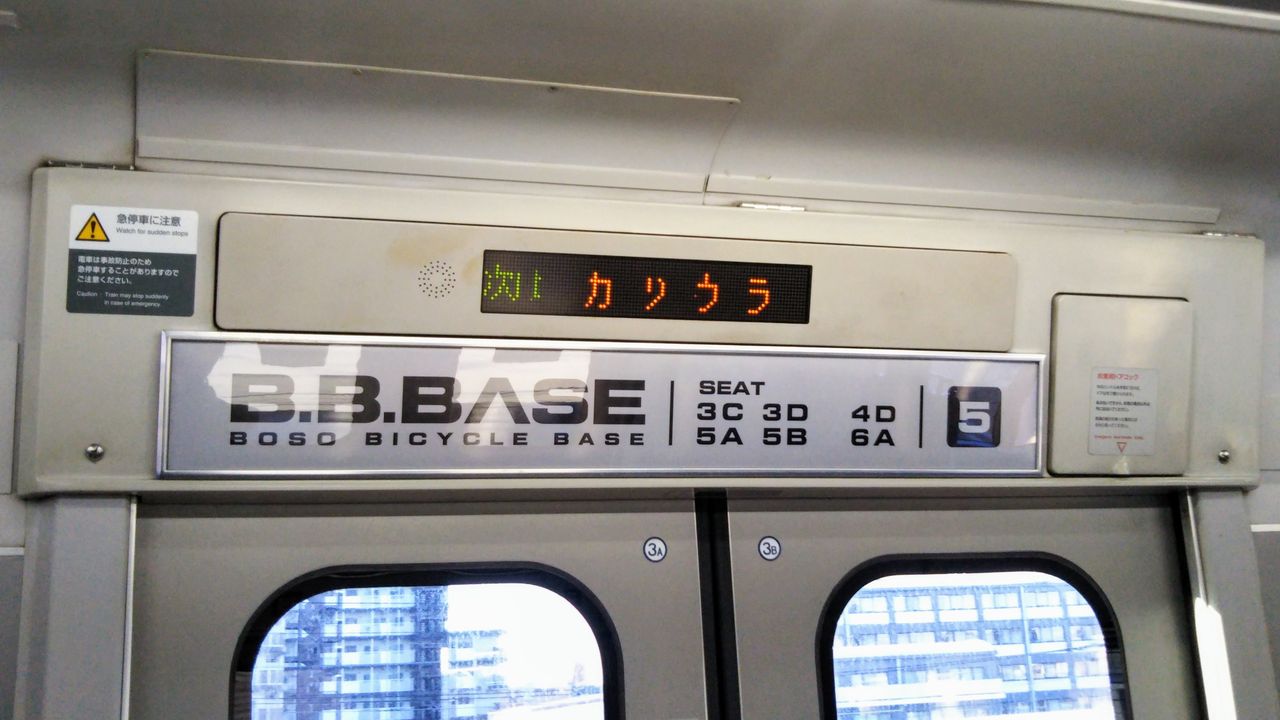 急停車に注意
Watch for sudden stops
電車は事故防止のため
急停車することがありますので
ご注意ください。
Caution : Train may stop suddenly
in case of emergency.
次は カツウラ
B.B.BASE
BOSO BICYCLE BASE
SEAT
3C 3D 4D
5A 5B 6A
5
3A
3B